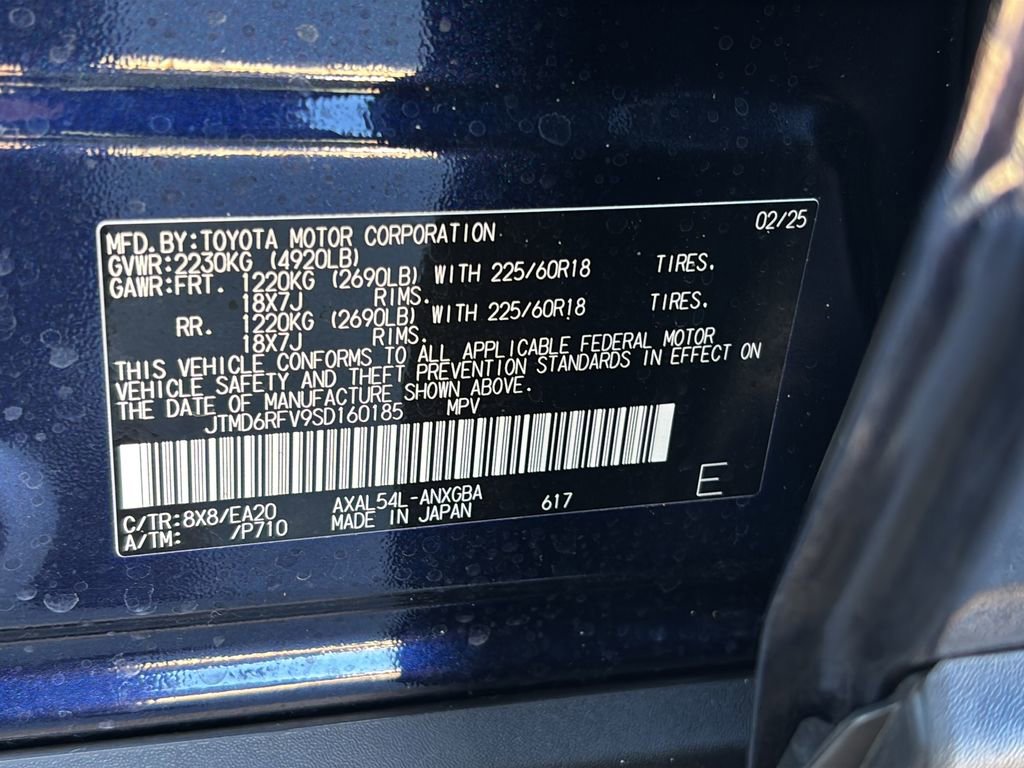 02/25
MFD.BY:TOYOTA MOTOR CORPORATION
GVWR:2230KG (4920LB)
GAWR:FRT. 1220KG (2690LB) WITH 225/60R18 TIRES.
18X7J RIMS.
RR. 1220KG (2690LB) WITH 225/60R18 TIRES.
18X7J RIMS.
THIS VEHICLE CONFORMS TO ALL APPLICABLE FEDERAL MOTOR
VEHICLE SAFETY AND THEFT PREVENTION STANDARDS IN EFFECT ON
THE DATE OF MANUFACTURE SHOWN ABOVE.
JTMD6RFV9SD160185 MPV
C/TR:8X8/EA20 AXAL54L-ANXGBA 617 E
A/TM: /P710 MADE IN JAPAN